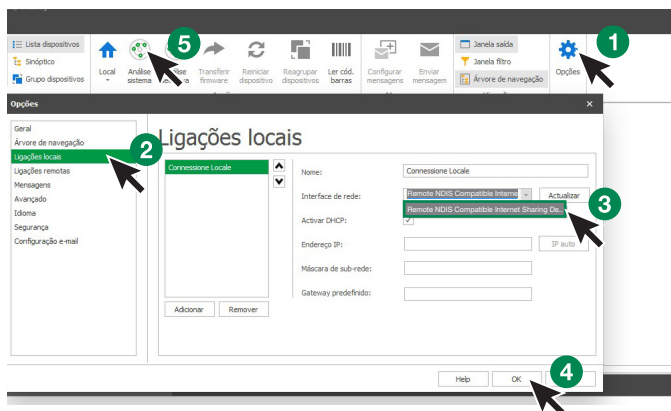 Lista dispositivos
Sinóptico
Grupo dispositivos
Local
Análise sistema
5
Transferir firmware
Reiniciar dispositivo
Reagrupar dispositivos
Ler cód. barras
Configurar mensagens
Enviar mensagem
Janela saída
Janela filtro
Árvore de navegação
Opções
1
Opções
×
Geral
Árvore de navegação
Ligações locais
Ligações remotas
Mensagens
Avançado
Idioma
Segurança
Configuração e-mail
2
Ligações locais
Connessione Locale
Adicionar
Remover
Nome:
Connessione Locale
Interface de rede:
Remote NDIS Compatible Interne
Actualizar
Remote NDIS Compatible Internet Sharing De..
3
Activar DHCP:
Endereço IP:
IP auto
Máscara de sub-rede:
Gateway predefinido:
Help
OK
4